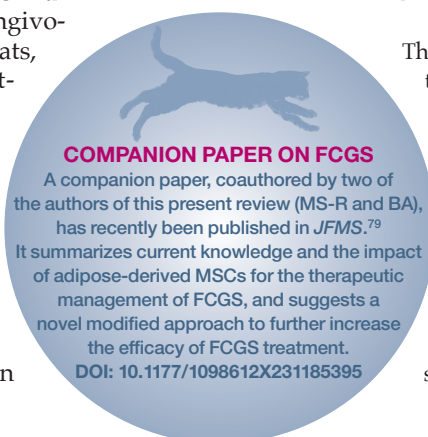 ngivo-
ats,
t-
n
Th
t
s
COMPANION PAPER ON FCGS
A companion paper, coauthored by two of
the authors of this present review (MS-R and BA),
has recently been published in JFMS.79
It summarizes current knowledge and the impact
of adipose-derived MSCs for the therapeutic
management of FCGS, and suggests a
novel modified approach to further increase
the efficacy of FCGS treatment.
DOI: 10.1177/1098612X231185395